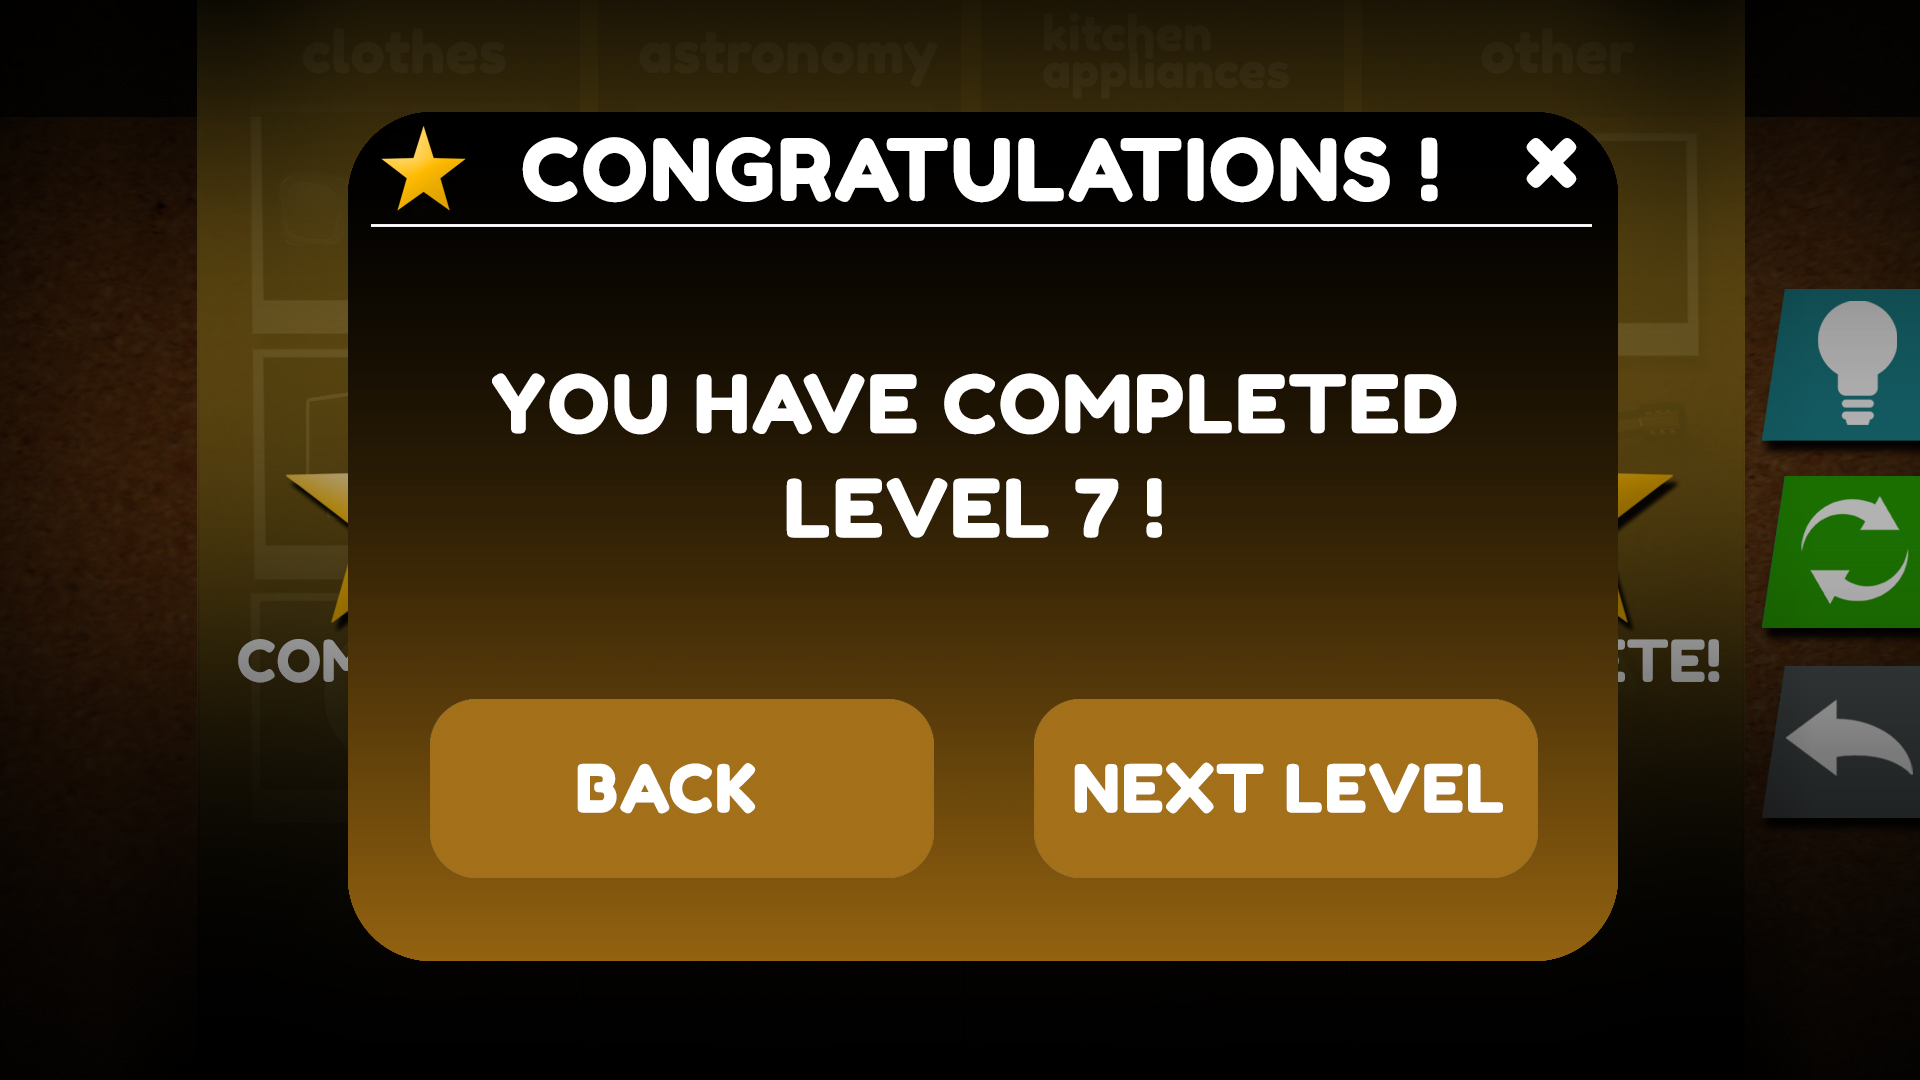 clothes
astronomy
kitchen
appliances
other
CONGRATULATIONS !
YOU HAVE COMPLETED
LEVEL 7 !
BACK
NEXT LEVEL